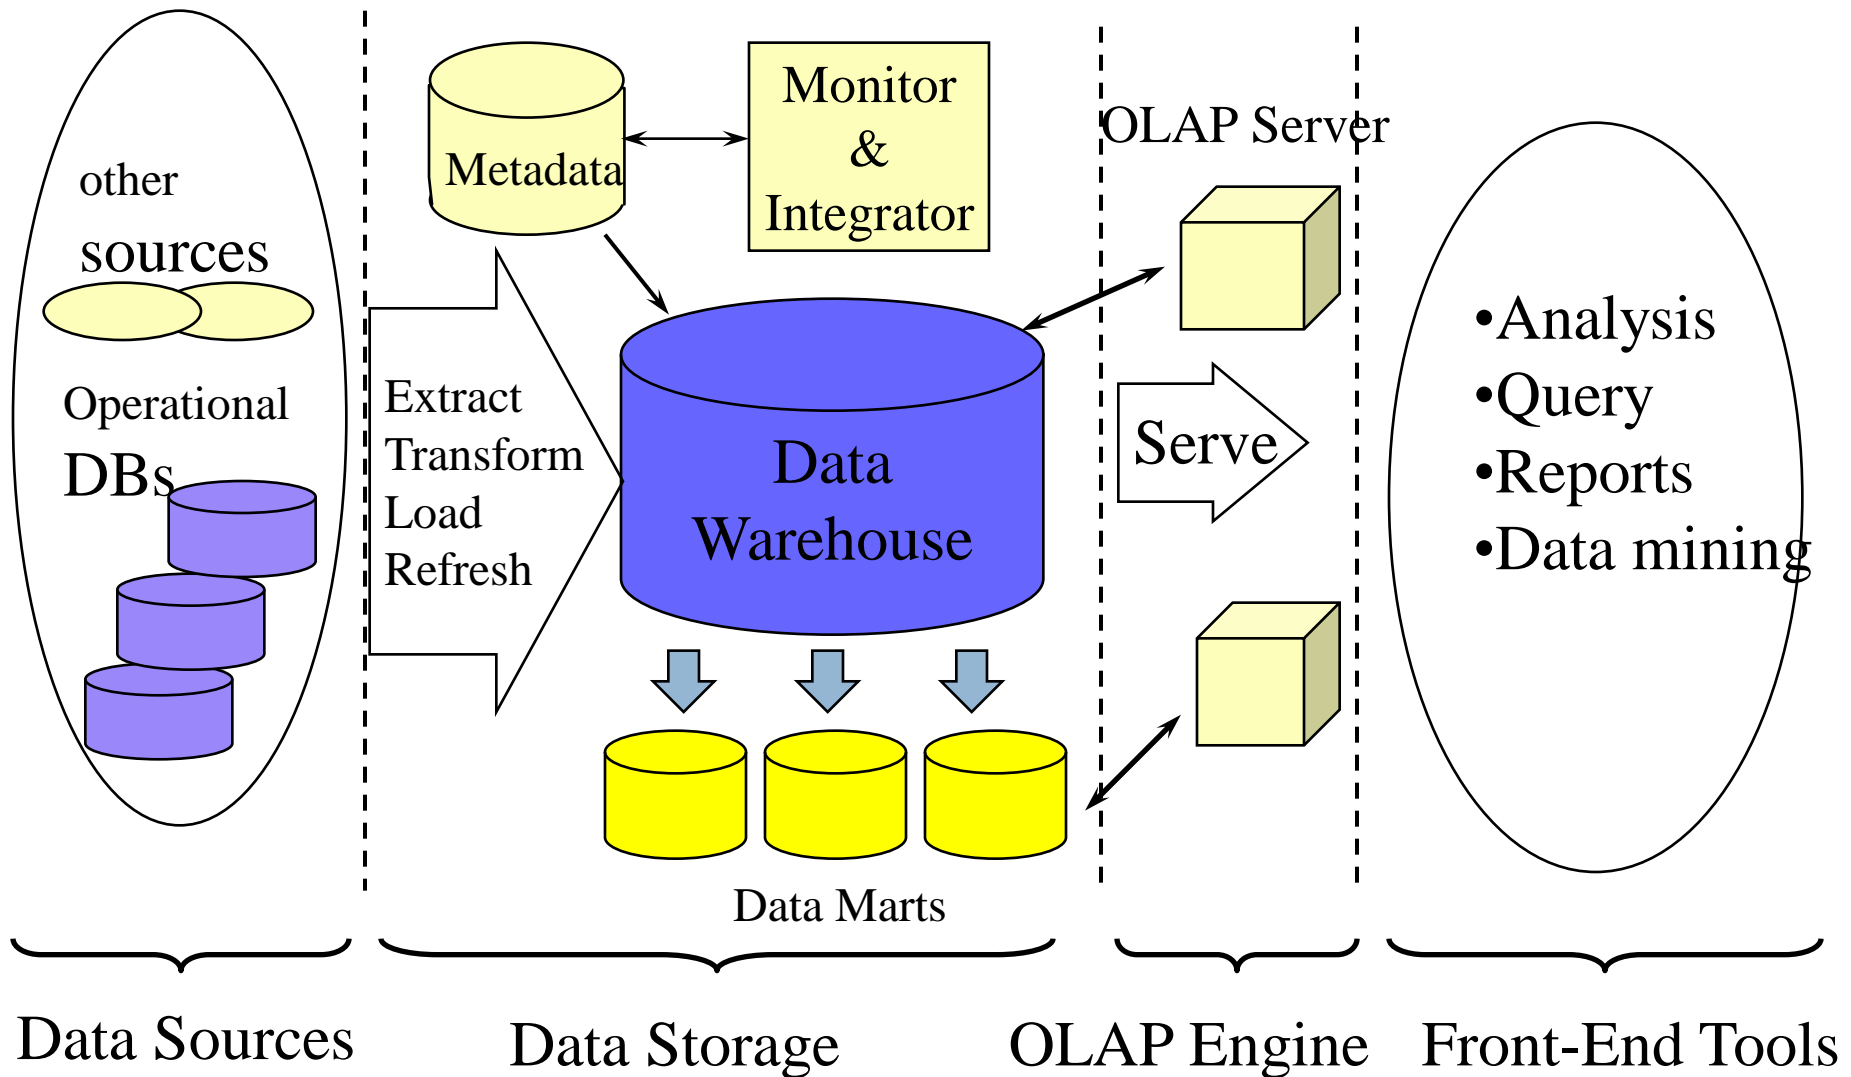 other
sources
Operational
DBs
Extract
Transform
Load
Refresh
Metadata
Monitor
&
Integrator
Data
Warehouse
Data Marts
OLAP Server
Serve
•Analysis
•Query
•Reports
•Data mining
Data Sources
Data Storage
OLAP Engine
Front-End Tools